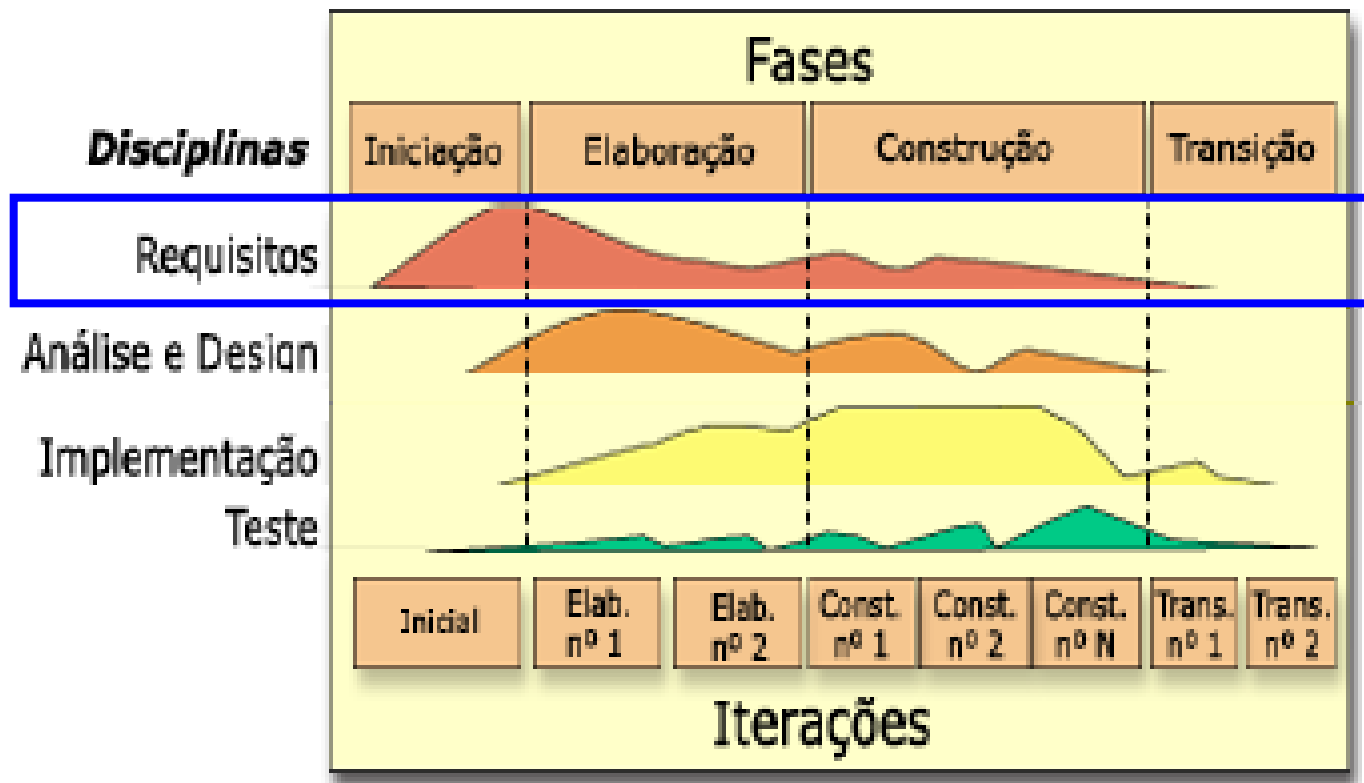 Fases
Disciplinas
Iniciação
Elaboração
Construção
Transição
Requisitos
Análise e Design
Implementação
Teste
Inicial
Elab.
nº 1
Elab.
nº 2
Const.
nº 1
Const.
nº 2
Const.
nº N
Trans.
nº 1
Trans.
nº 2
Iterações